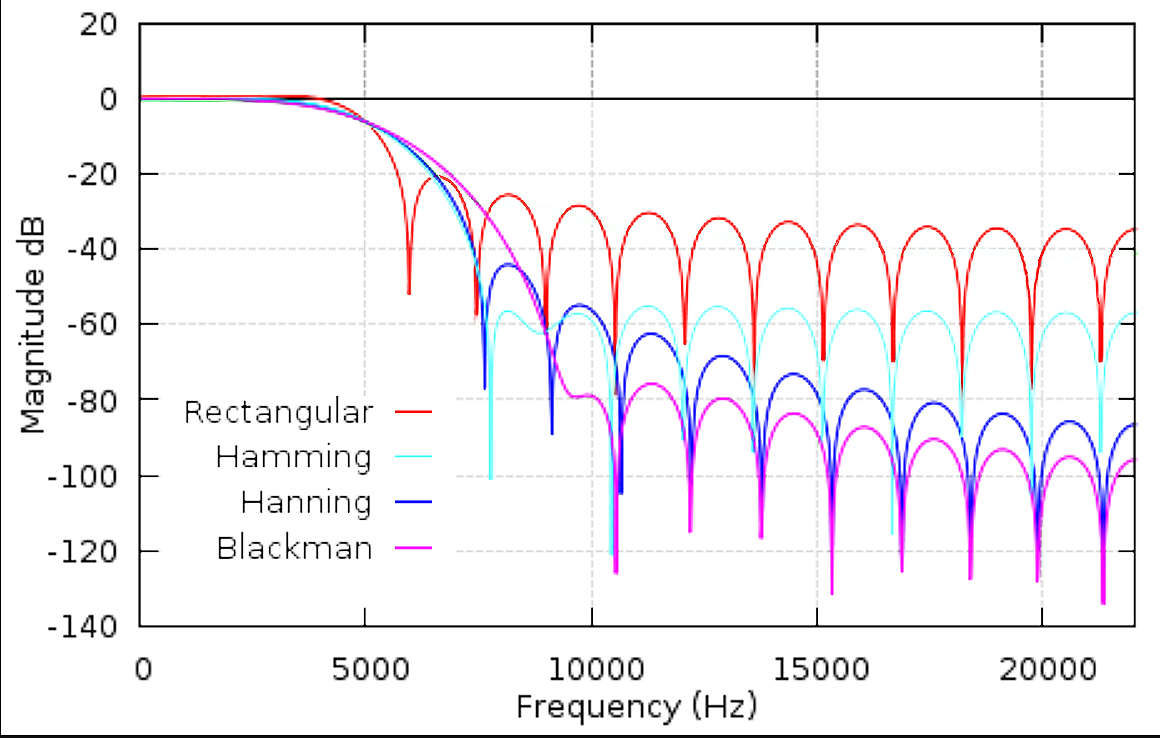 20
0
-20
-40
-60
-80
-100
-120
-140
Magnitude dB
Rectangular
Hamming
Hanning
Blackman
0 5000 10000 15000 20000
Frequency (Hz)